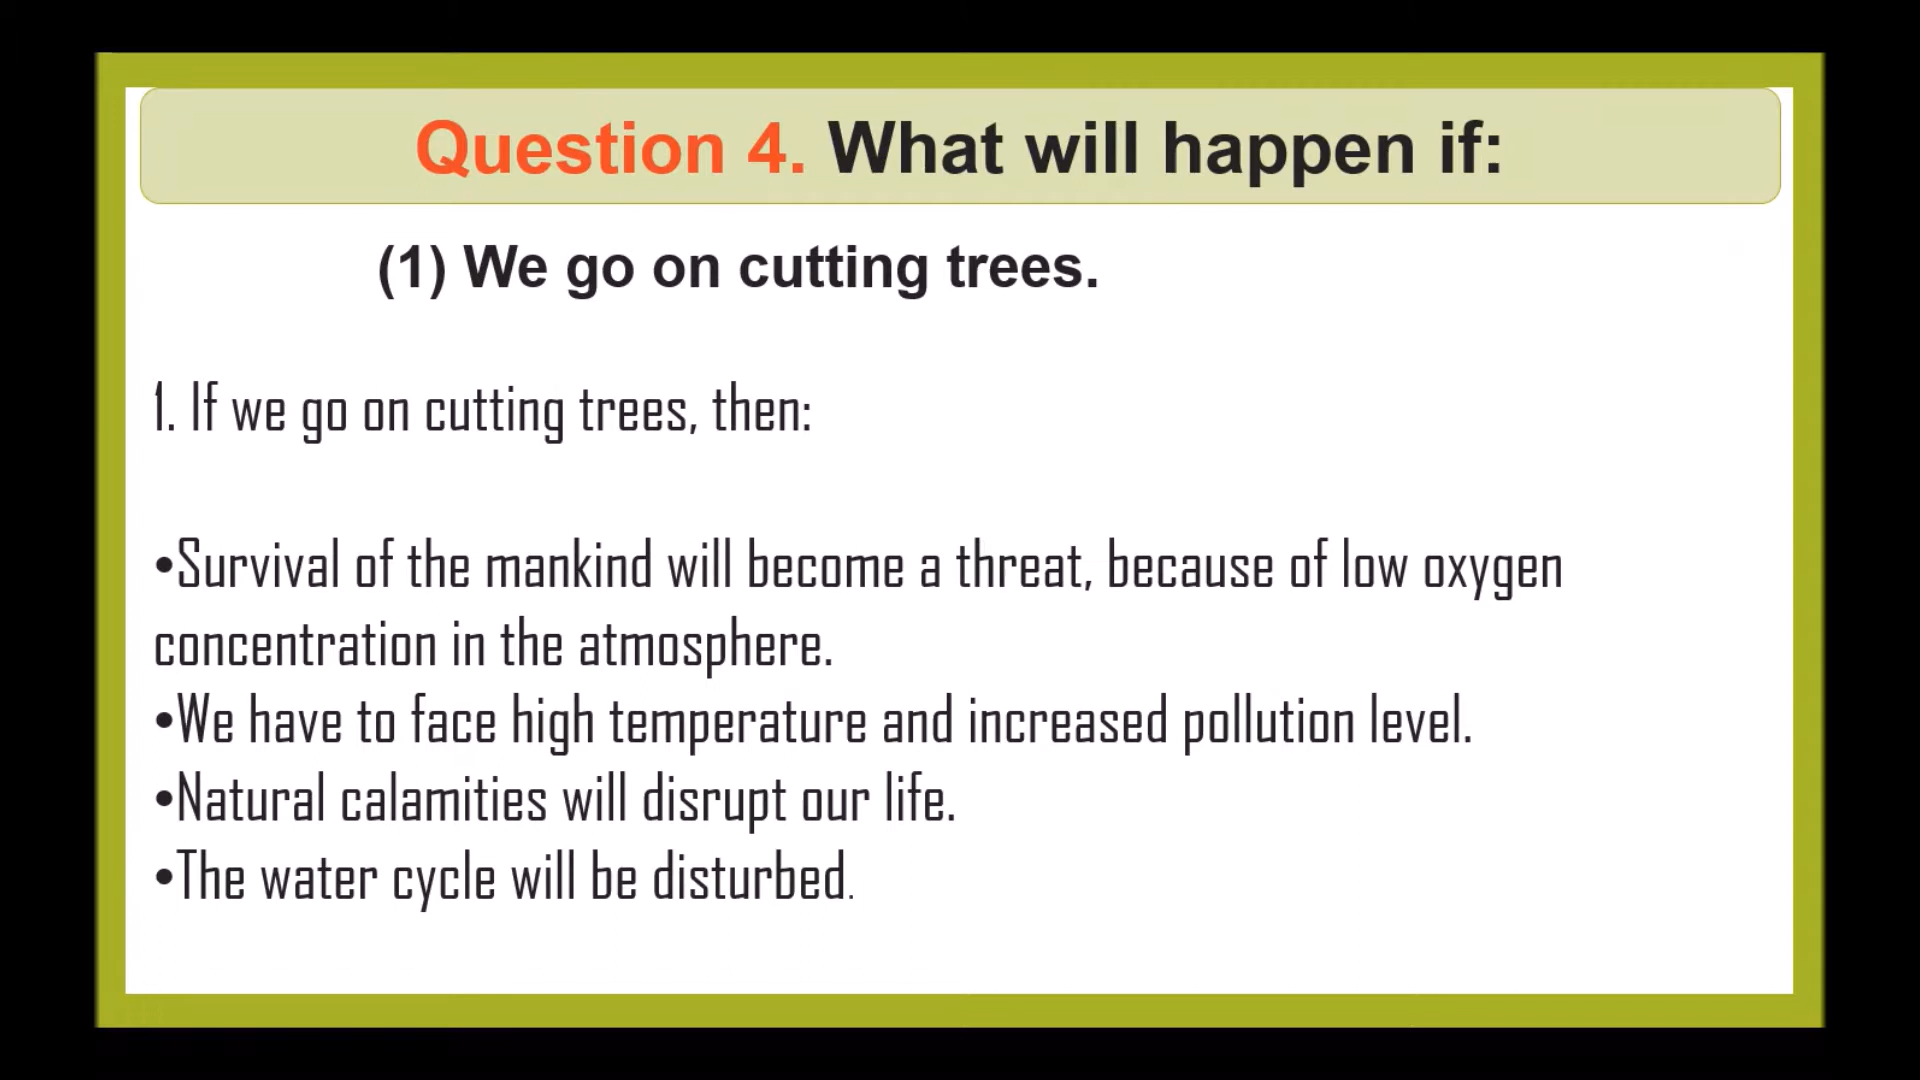 Question 4. What will happen if:
(1) We go on cutting trees.
1. If we go on cutting trees, then:
•Survival of the mankind will become a threat, because of low oxygen
concentration in the atmosphere.
•We have to face high temperature and increased pollution level.
•Natural calamities will disrupt our life.
•The water cycle will be disturbed.